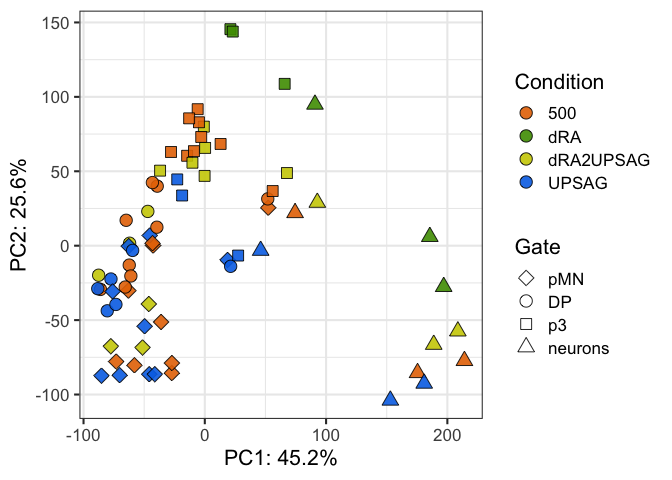 150
100
50
0
-50
-100
-100
0
100
200
PC1: 45.2%
PC2: 25.6%
Condition
500
dRA
dRA2UPSAG
UPSAG
Gate
pMN
DP
p3
neurons